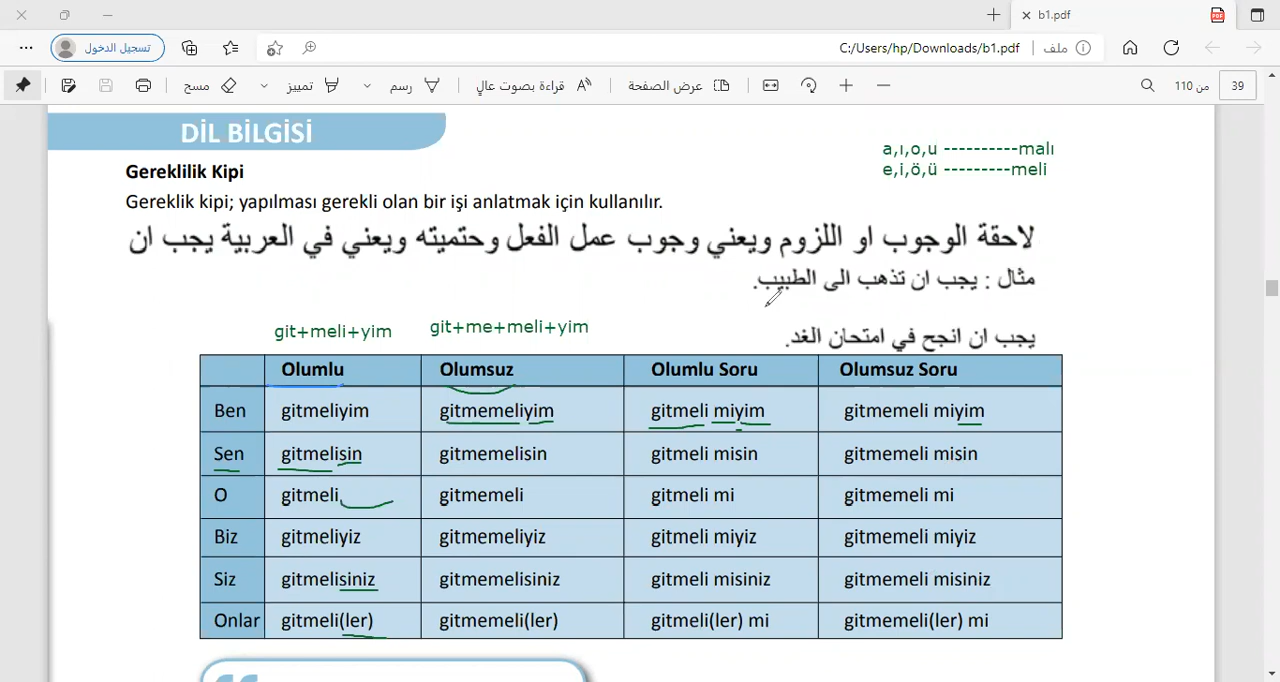 b1.pdf
C:/Users/hp/Downloads/b1.pdf
ملف
تسجيل الدخول
39
من 110
عرض الصفحة
قراءة بصوت عالٍ
رسم
تمييز
مسح
DİL BİLGİSİ
a,ı,o,u ----------malı
e,i,ö,ü ---------meli
Gereklilik Kipi
Gereklik kipi; yapılması gerekli olan bir işi anlatmak için kullanılır.
لاحقة الوجوب او اللزوم ويعني وجوب عمل الفعل وحتميته ويعني في العربية يجب ان
مثال : يجب ان تذهب الى الطبيب.
يجب ان انجح في امتحان الغد.
git+meli+yim git+me+meli+yim
Olumlu Olumsuz Olumlu Soru Olumsuz Soru
Ben gitmeliyim gitmemeliyim gitmeli miyim gitmemeli miyim
Sen gitmelisin gitmemelisin gitmeli misin gitmemeli misin
O gitmeli gitmemeli gitmeli mi gitmemeli mi
Biz gitmeliyiz gitmemeliyiz gitmeli miyiz gitmemeli miyiz
Siz gitmelisiniz gitmemelisiniz gitmeli misiniz gitmemeli misiniz
Onlar gitmeli(ler) gitmemeli(ler) gitmeli(ler) mi gitmemeli(ler) mi